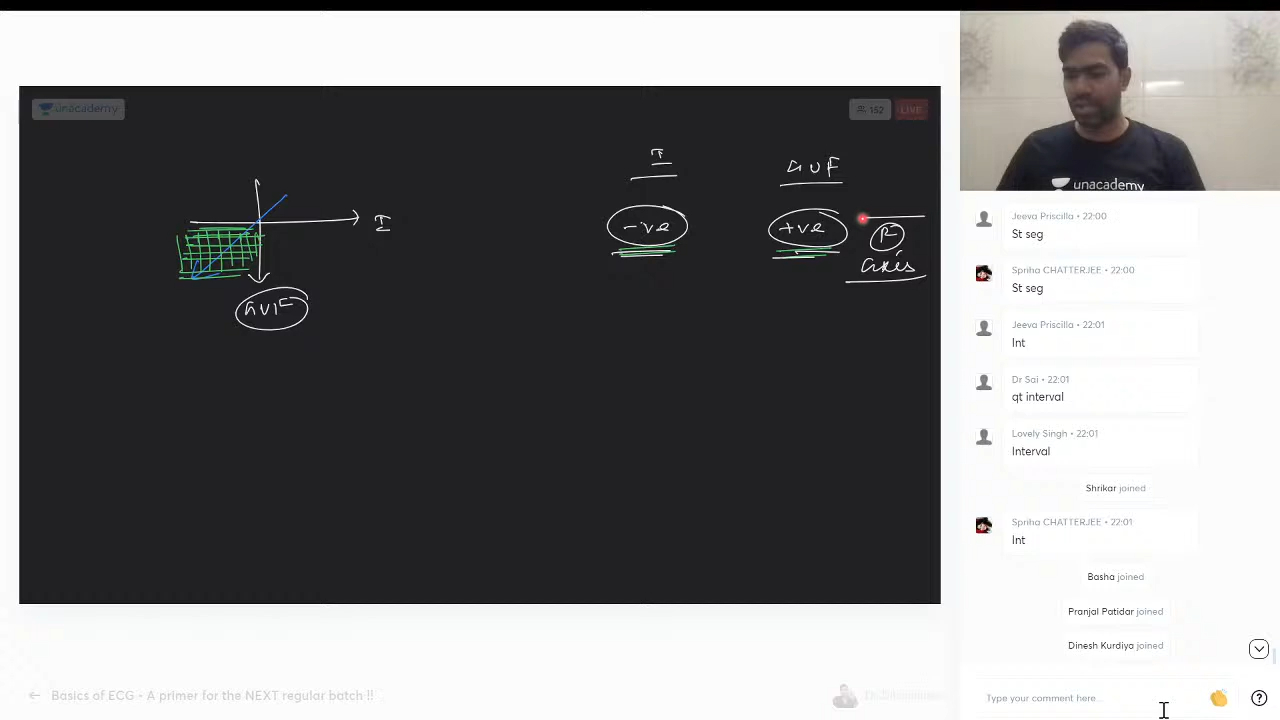 unacademy
152
LIVE
I
aVF
-ve
+ve
R
axis
I
aVF
unacademy
Jeeva Priscilla • 22:00
St seg
Spriha CHATTERJEE • 22:00
St seg
Jeeva Priscilla • 22:01
Int
Dr Sai • 22:01
qt interval
Lovely Singh • 22:01
Interval
Shrikar joined
Spriha CHATTERJEE • 22:01
Int
Basha joined
Pranjal Patidar joined
Dinesh Kurdiya joined
Type your comment here...
← Basics of ECG - A primer for the NEXT regular batch !!